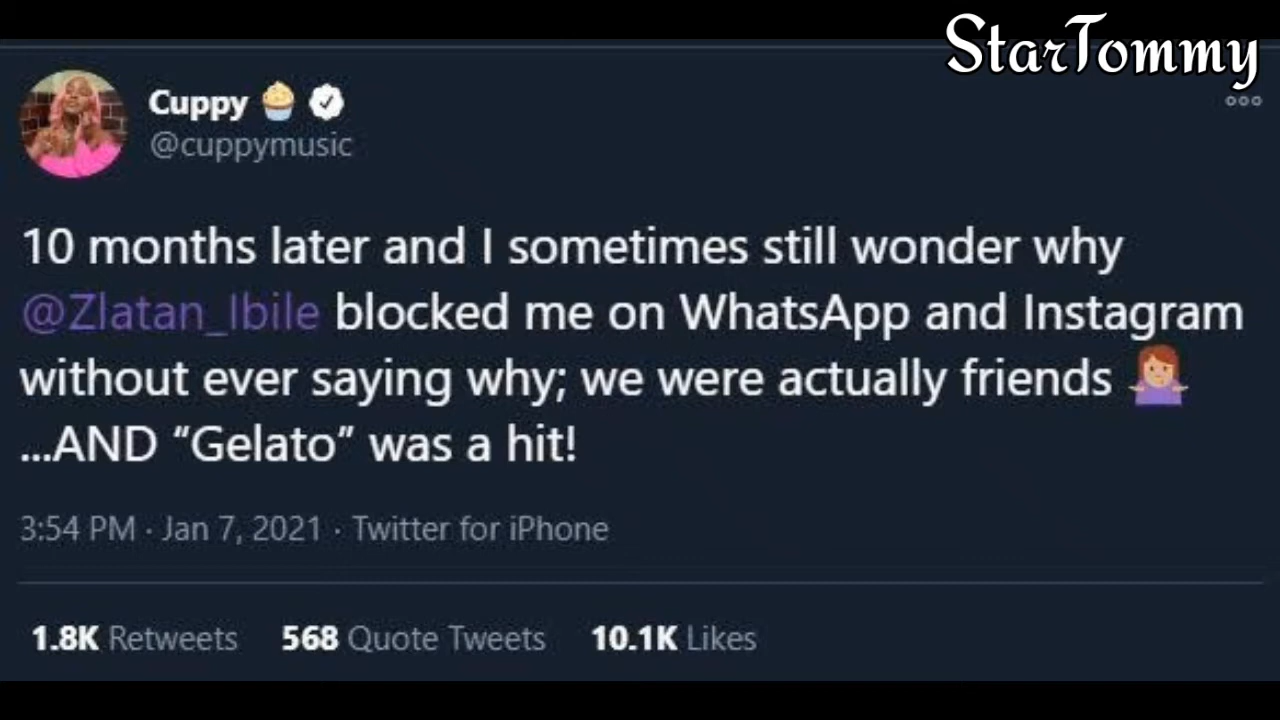 StarTommy
Cuppy
@cuppymusic
10 months later and I sometimes still wonder why
@Zlatan_Ibile blocked me on WhatsApp and Instagram
without ever saying why; we were actually friends 🤷🏼‍♀️
...AND “Gelato” was a hit!
3:54 PM · Jan 7, 2021 · Twitter for iPhone
1.8K Retweets 568 Quote Tweets 10.1K Likes